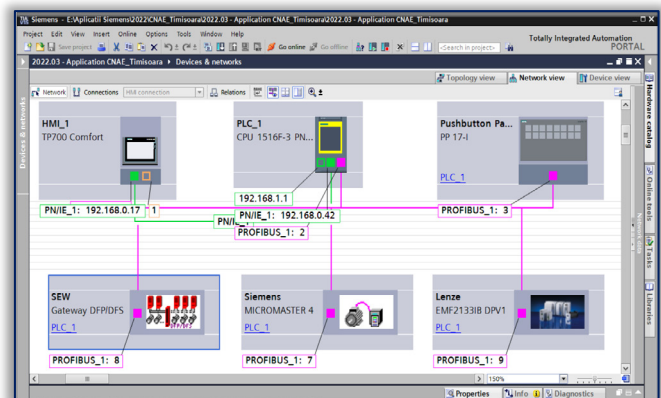 Siemens - E:\Aplicatii Siemens\2022\CNAE_Timisoara\2022.03 - Application CNAE_Timisoara\2022.03 - Application CNAE_Timisoara
Project Edit View Insert Online Options Tools Window Help
Totally Integrated Automation
PORTAL
Save project Go online Go offline <Search in project>
2022.03 - Application CNAE_Timisoara ▸ Devices & networks
Topology view Network view Device view
Network Connections HMI connection Relations
Devices & networks
Hardware catalog
Online tools
Tasks
Libraries
Network data
HMI_1
TP700 Comfort
PLC_1
CPU 1516F-3 PN...
Pushbutton Pa...
PP 17-I
PLC_1
192.168.1.1
PN/IE_1: 192.168.0.17 1
PN/IE_1
PN/IE_1: 192.168.0.42
PROFIBUS_1: 2
PROFIBUS_1: 3
SEW
Gateway DFP/DFS
PLC_1
Siemens
MICROMASTER 4
PLC_1
Lenze
EMF2133IB DPV1
PLC_1
PROFIBUS_1: 8
PROFIBUS_1: 7
PROFIBUS_1: 9
150%
Properties Info Diagnostics